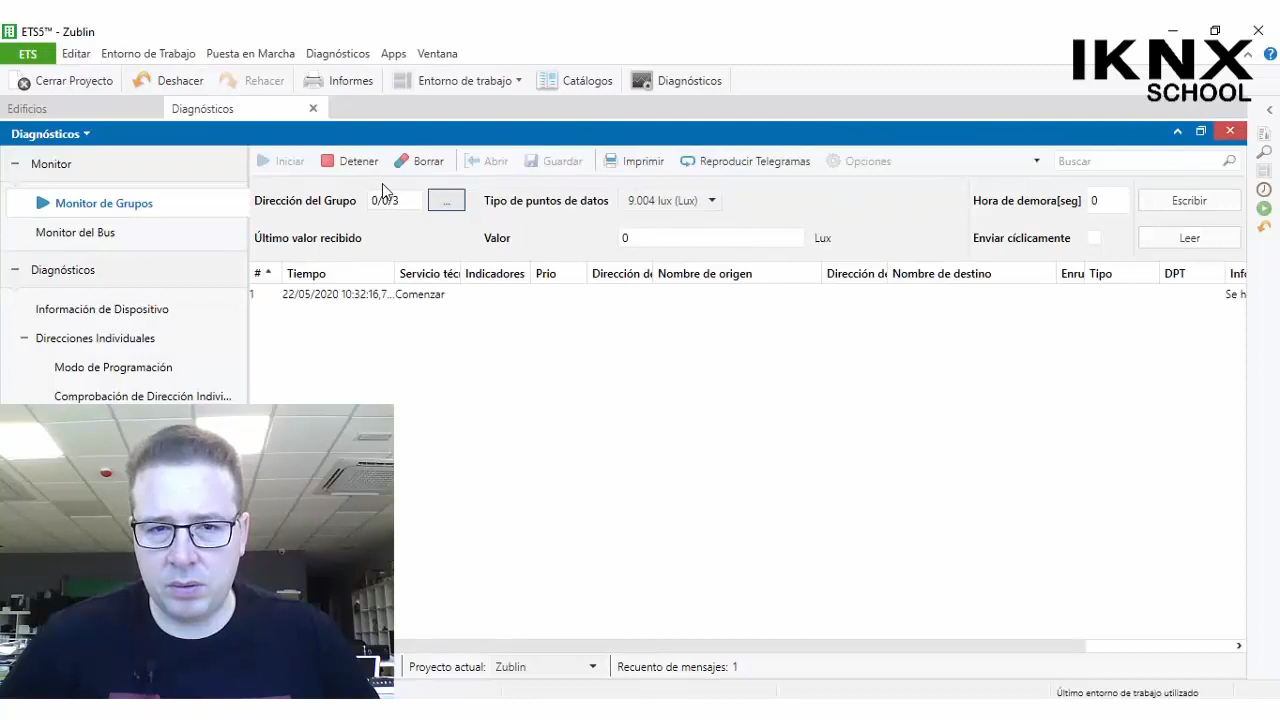 ETS5™ - Zublin
IKNX
SCHOOL
ETS Editar Entorno de Trabajo Puesta en Marcha Diagnósticos Apps Ventana
Cerrar Proyecto Deshacer Rehacer Informes Entorno de trabajo Catálogos Diagnósticos
Edificios Diagnósticos
Diagnósticos
Monitor
Iniciar Detener Borrar Abrir Guardar Imprimir Reproducir Telegramas Opciones Buscar
Monitor de Grupos
Dirección del Grupo 0/0/3 ... Tipo de puntos de datos 9.004 lux (Lux) Hora de demora[seg] 0 Escribir
Monitor del Bus
Último valor recibido Valor 0 Lux Enviar cíclicamente Leer
Diagnósticos
# Tiempo Servicio téc Indicadores Prio Dirección de Nombre de origen Dirección de Nombre de destino Enru Tipo DPT Info
1 22/05/2020 10:32:16,7... Comenzar Se h
Información de Dispositivo
Direcciones Individuales
Modo de Programación
Comprobación de Dirección Indivi...
Proyecto actual: Zublin Recuento de mensajes: 1
Último entorno de trabajo utilizado